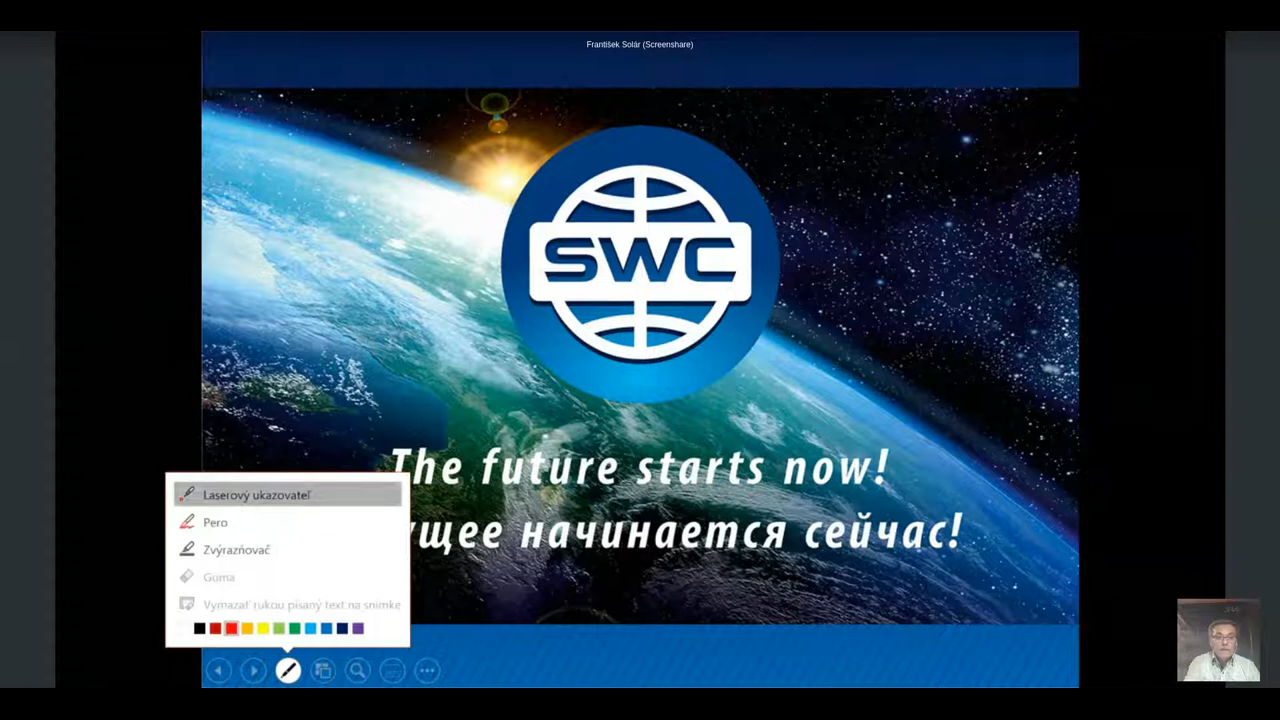 František Solár (Screenshare)
SWC
The future starts now!
начинается сейчас!
Laserový ukazovateľ
Pero
Zvýrazňovač
Guma
Vymazať rukou písaný text na snímke